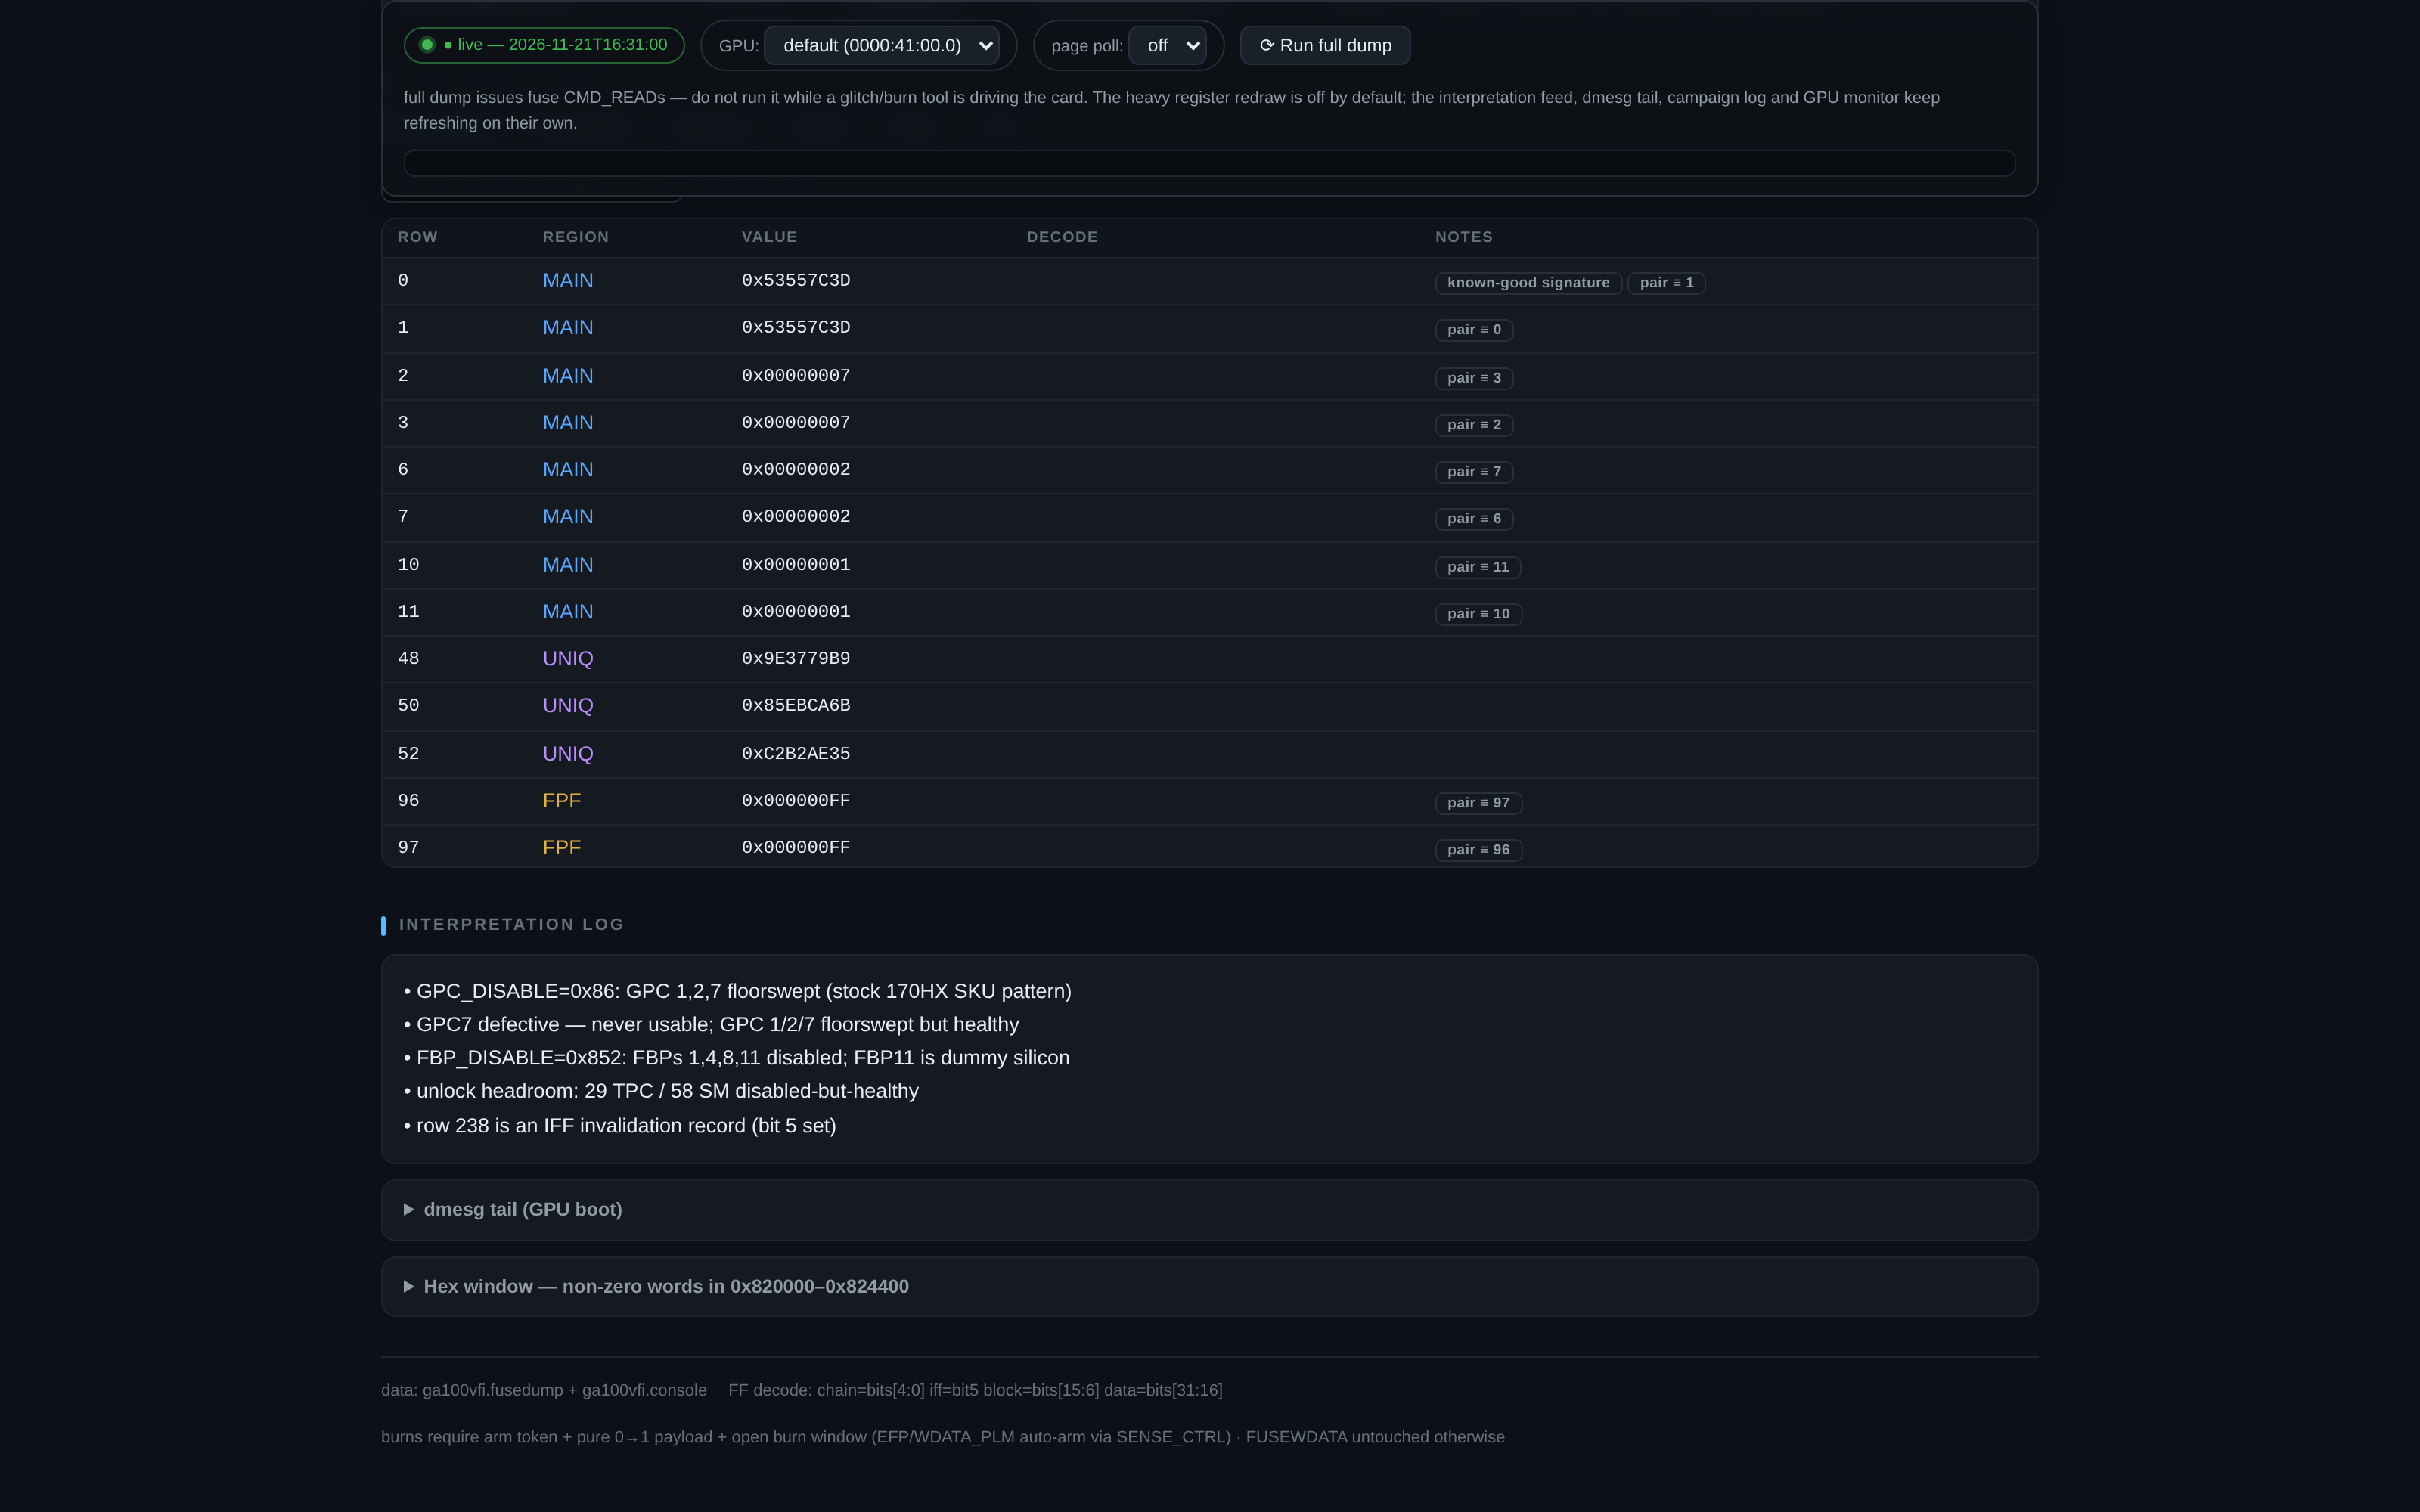 ● live — 2026-11-21T16:31:00 GPU: default (0000:41:00.0) page poll: off ⟳ Run full dump
full dump issues fuse CMD_READs — do not run it while a glitch/burn tool is driving the card. The heavy register redraw is off by default; the interpretation feed, dmesg tail, campaign log and GPU monitor keep
refreshing on their own.
ROW REGION VALUE DECODE NOTES
0 MAIN 0x53557C3D known-good signature pair ≡ 1
1 MAIN 0x53557C3D pair ≡ 0
2 MAIN 0x00000007 pair ≡ 3
3 MAIN 0x00000007 pair ≡ 2
6 MAIN 0x00000002 pair ≡ 7
7 MAIN 0x00000002 pair ≡ 6
10 MAIN 0x00000001 pair ≡ 11
11 MAIN 0x00000001 pair ≡ 10
48 UNIQ 0x9E3779B9
50 UNIQ 0x85EBCA6B
52 UNIQ 0xC2B2AE35
96 FPF 0x000000FF pair ≡ 97
97 FPF 0x000000FF pair ≡ 96
INTERPRETATION LOG
• GPC_DISABLE=0x86: GPC 1,2,7 floorswept (stock 170HX SKU pattern)
• GPC7 defective — never usable; GPC 1/2/7 floorswept but healthy
• FBP_DISABLE=0x852: FBPs 1,4,8,11 disabled; FBP11 is dummy silicon
• unlock headroom: 29 TPC / 58 SM disabled-but-healthy
• row 238 is an IFF invalidation record (bit 5 set)
▶ dmesg tail (GPU boot)
▶ Hex window — non-zero words in 0x820000–0x824400
data: ga100vfi.fusedump + ga100vfi.console FF decode: chain=bits[4:0] iff=bit5 block=bits[15:6] data=bits[31:16]
burns require arm token + pure 0→1 payload + open burn window (EFP/WDATA_PLM auto-arm via SENSE_CTRL) · FUSEWDATA untouched otherwise